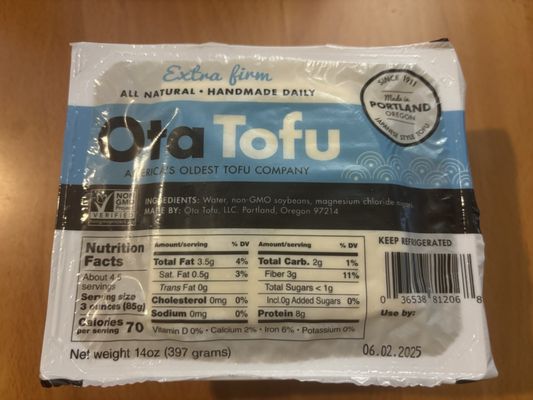 Extra firm
ALL NATURAL • HANDMADE DAILY
Ota Tofu
AMERICA'S OLDEST TOFU COMPANY
SINCE 1911
Made in
PORTLAND
OREGON
JAPANESE STYLE TOFU
NON
GMO
VERIFIED
INGREDIENTS: Water, non-GMO soybeans, magnesium chloride
MADE BY: Ota Tofu, LLC. Portland, Oregon 97214
Nutrition
Facts
About 4.5
servings
Serving size
3 ounces (85g)
Calories
per serving 70
Amount/serving % DV
Total Fat 3.5g 4%
Sat. Fat 0.5g 3%
Trans Fat 0g
Cholesterol 0mg 0%
Sodium 0mg 0%
Amount/serving % DV
Total Carb. 2g 1%
Fiber 3g 11%
Total Sugars < 1g
Incl.0g Added Sugars 0%
Protein 8g
Vitamin D 0% • Calcium 2% • Iron 6% • Potassium 0%
KEEP REFRIGERATED
0 36538 81206 8
Use by:
06.02.2025
Net weight 14oz (397 grams)